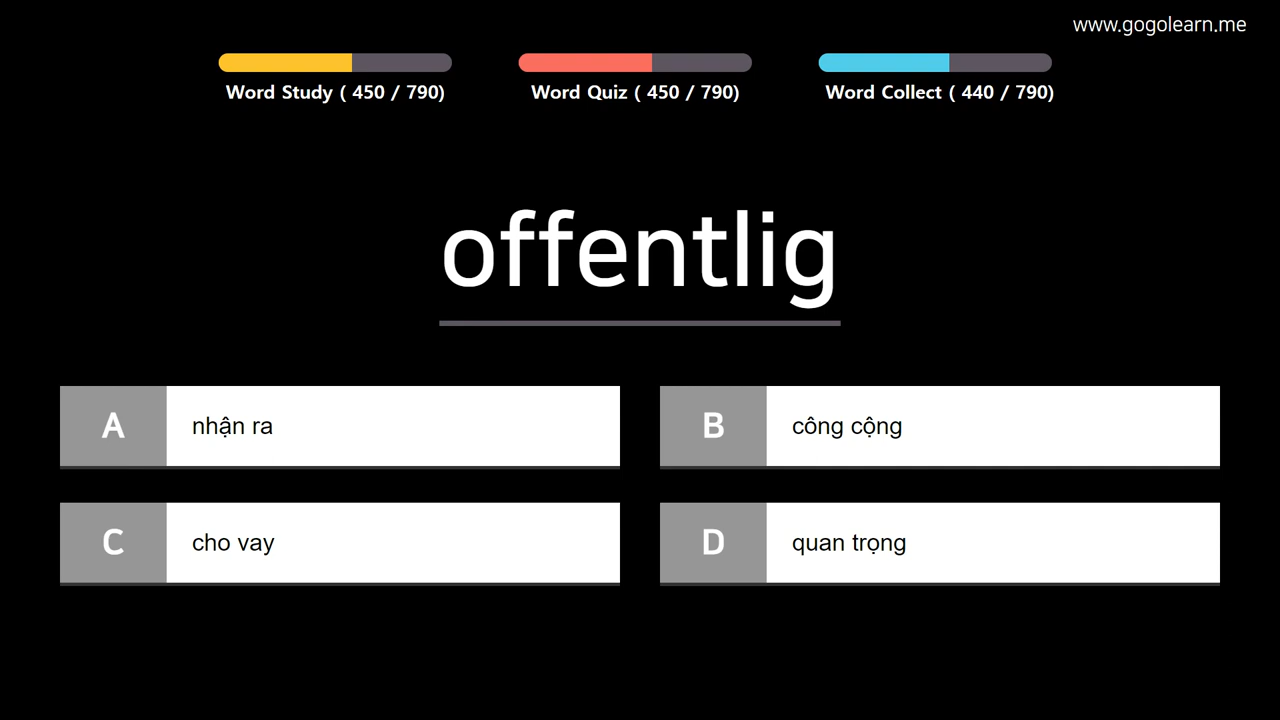 www.gogolearn.me
Word Study ( 450 / 790)
Word Quiz ( 450 / 790)
Word Collect ( 440 / 790)
offentlig
A
nhận ra
B
công cộng
C
cho vay
D
quan trọng